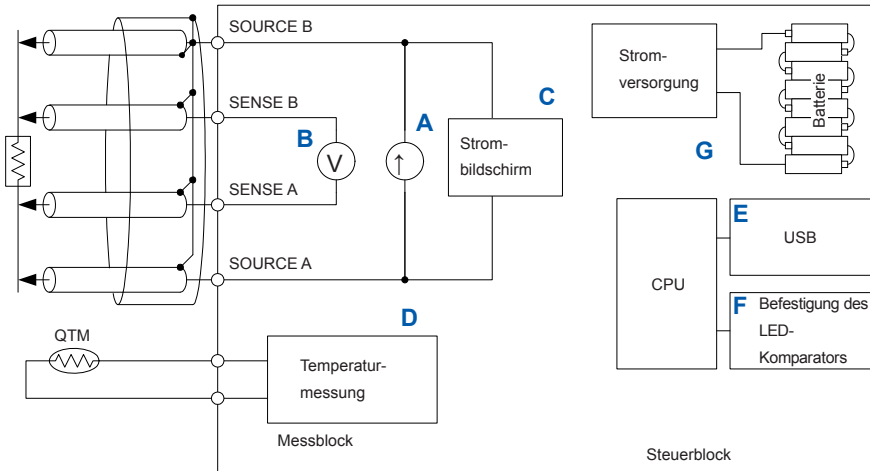 SOURCE B
SENSE B
SENSE A
SOURCE A
B
V
A
↑
C
Strom-
bildschirm
QTM
D
Temperatur-
messung
Messblock
Strom-
versorgung
G
Batterie
CPU
E
USB
F
Befestigung des
LED-
Komparators
Steuerblock